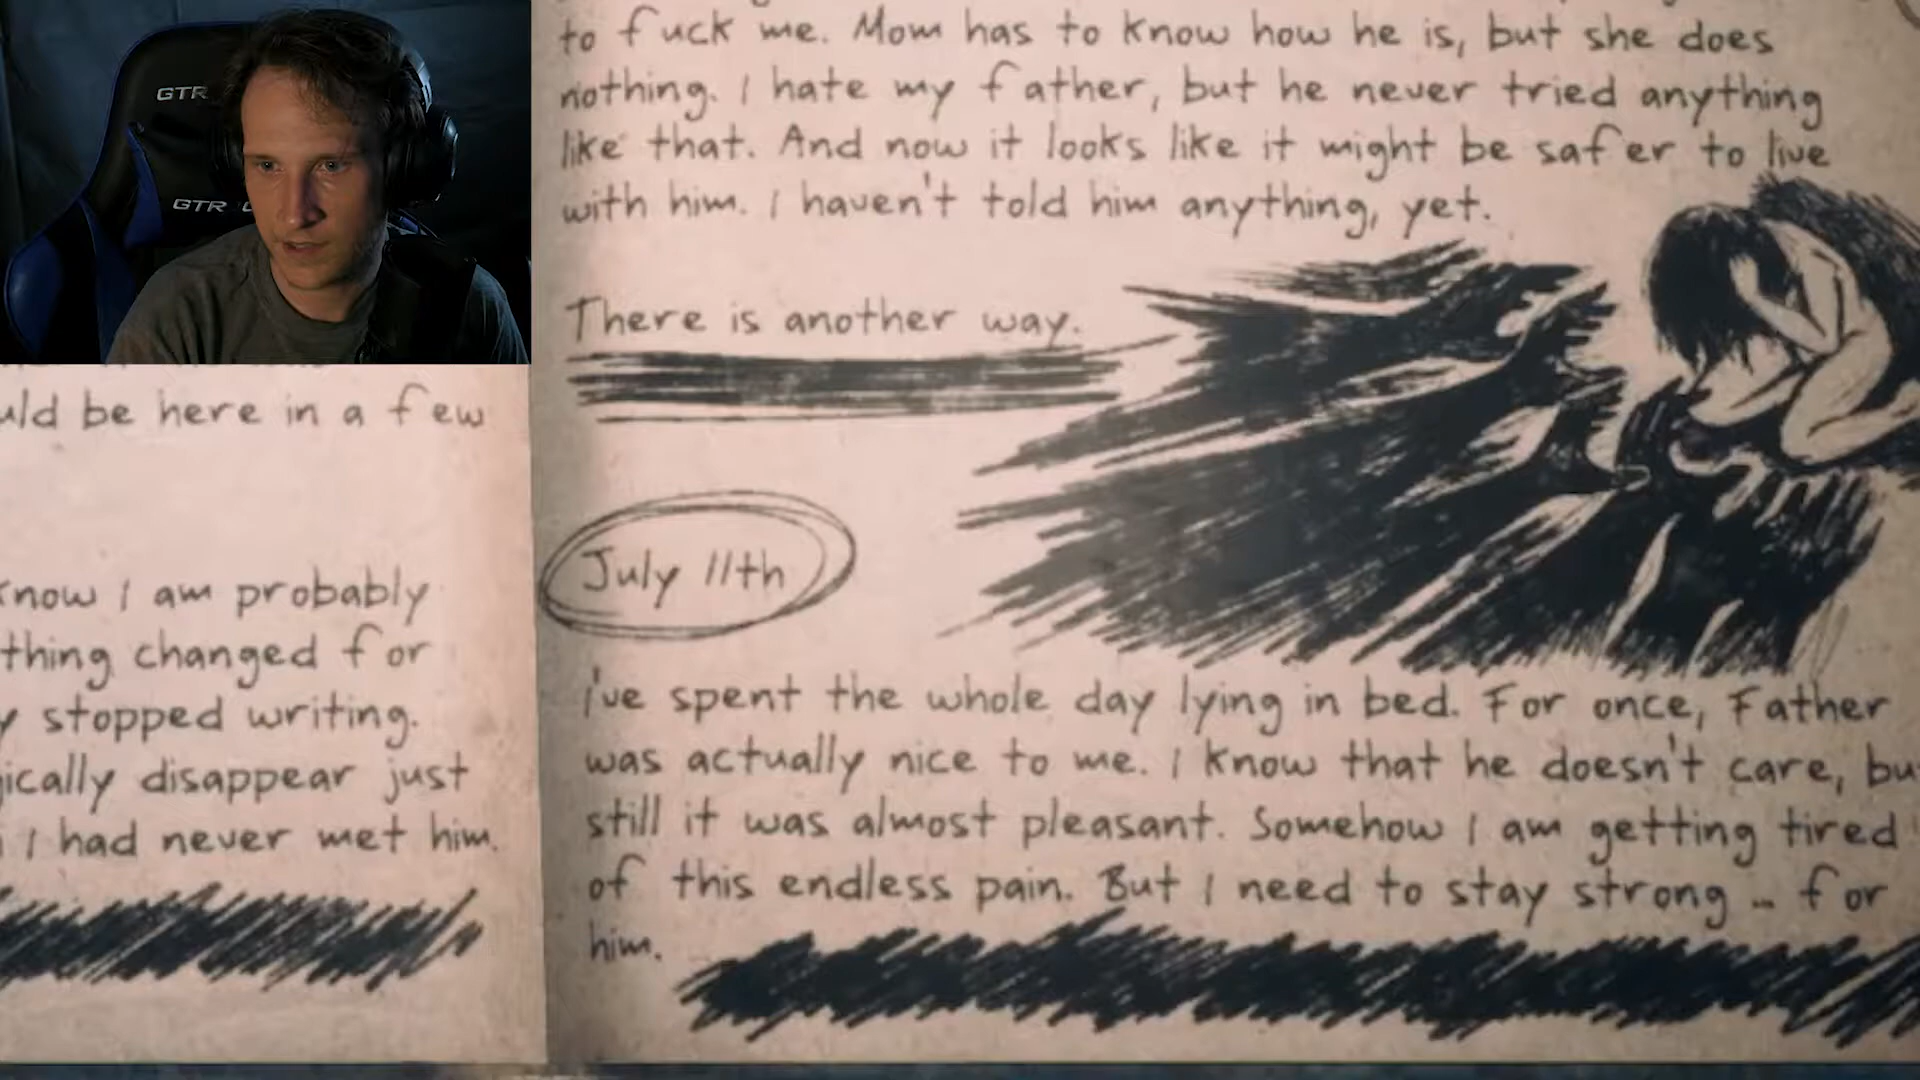 GTR
GTR
to fuck me. Mom has to know how he is, but she does
nothing. I hate my father, but he never tried anything
like that. And now it looks like it might be safer to live
with him. I haven't told him anything, yet.
There is another way.
July 11th
I've spent the whole day lying in bed. For once, Father
was actually nice to me. I know that he doesn't care, bu
still it was almost pleasant. Somehow I am getting tired
of this endless pain. But I need to stay strong - for
him.
uld be here in a few
know I am probably
thing changed for
y stopped writing.
gically disappear just
I had never met him.